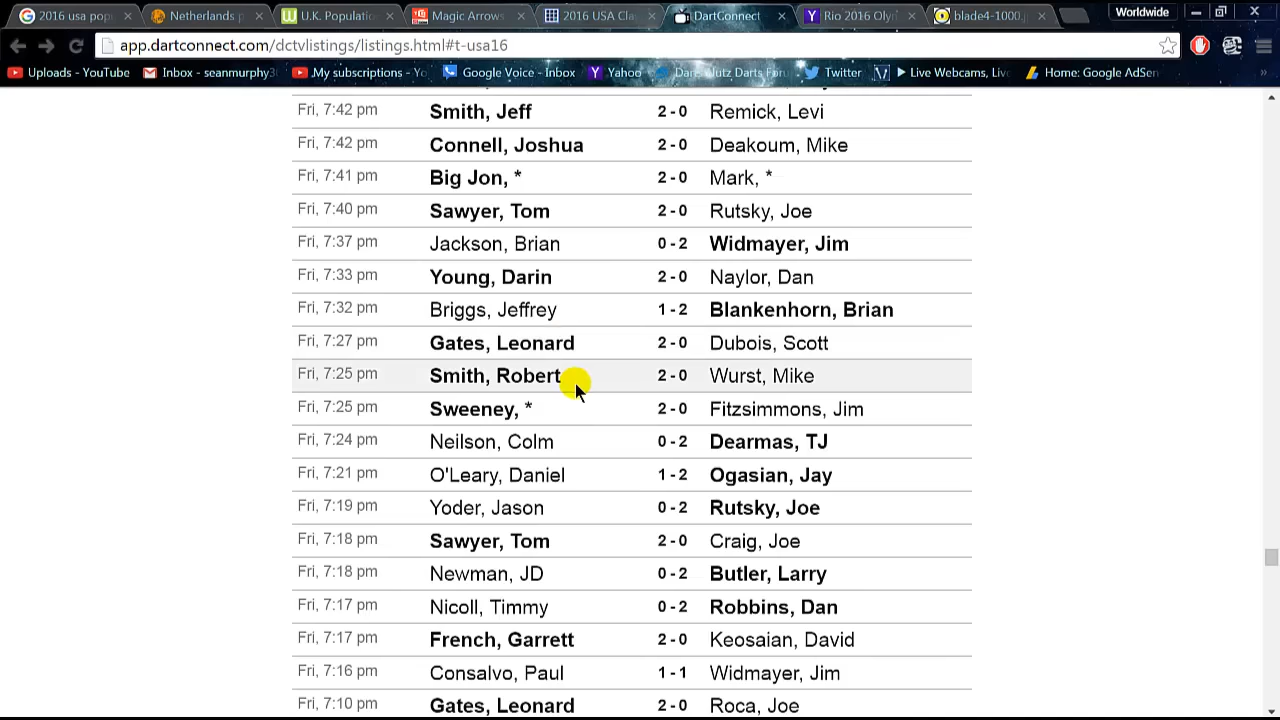 2016 usa pop
Netherlands p
U.K. Populatio
Magic Arrows
2016 USA Cla
DartConnect
Rio 2016 Olym
blade4-1000.j
Worldwide
app.dartconnect.com/dctvlistings/listings.html#t-usa16
Uploads - YouTube
Inbox - seanmurphy3
My subscriptions - Yo
Google Voice - Inbox
Yahoo
Dare Nutz Darts Foru
Twitter
Live Webcams, Live
Home: Google AdSen
Fri, 7:42 pm Smith, Jeff 2 - 0 Remick, Levi
Fri, 7:42 pm Connell, Joshua 2 - 0 Deakoum, Mike
Fri, 7:41 pm Big Jon, * 2 - 0 Mark, *
Fri, 7:40 pm Sawyer, Tom 2 - 0 Rutsky, Joe
Fri, 7:37 pm Jackson, Brian 0 - 2 Widmayer, Jim
Fri, 7:33 pm Young, Darin 2 - 0 Naylor, Dan
Fri, 7:32 pm Briggs, Jeffrey 1 - 2 Blankenhorn, Brian
Fri, 7:27 pm Gates, Leonard 2 - 0 Dubois, Scott
Fri, 7:25 pm Smith, Robert 2 - 0 Wurst, Mike
Fri, 7:25 pm Sweeney, * 2 - 0 Fitzsimmons, Jim
Fri, 7:24 pm Neilson, Colm 0 - 2 Dearmas, TJ
Fri, 7:21 pm O'Leary, Daniel 1 - 2 Ogasian, Jay
Fri, 7:19 pm Yoder, Jason 0 - 2 Rutsky, Joe
Fri, 7:18 pm Sawyer, Tom 2 - 0 Craig, Joe
Fri, 7:18 pm Newman, JD 0 - 2 Butler, Larry
Fri, 7:17 pm Nicoll, Timmy 0 - 2 Robbins, Dan
Fri, 7:17 pm French, Garrett 2 - 0 Keosaian, David
Fri, 7:16 pm Consalvo, Paul 1 - 1 Widmayer, Jim
Fri, 7:10 pm Gates, Leonard 2 - 0 Roca, Joe